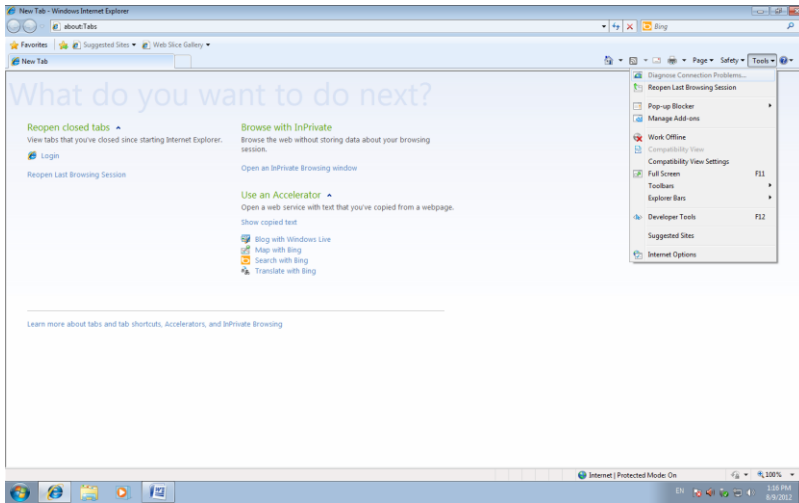 New Tab - Windows Internet Explorer
about:Tabs
Bing
Favorites Suggested Sites Web Slice Gallery
New Tab
Page Safety Tools
What do you want to do next?
Reopen closed tabs
View tabs that you've closed since starting Internet Explorer.
Login
Reopen Last Browsing Session
Browse with InPrivate
Browse the web without storing data about your browsing
session.
Open an InPrivate Browsing window
Use an Accelerator
Open a web service with text that you've copied from a webpage.
Show copied text
Blog with Windows Live
Map with Bing
Search with Bing
Translate with Bing
Learn more about tabs and tab shortcuts, Accelerators, and InPrivate Browsing
Diagnose Connection Problems...
Reopen Last Browsing Session
Pop-up Blocker
Manage Add-ons
Work Offline
Compatibility View
Compatibility View Settings
Full Screen F11
Toolbars
Explorer Bars
Developer Tools F12
Suggested Sites
Internet Options
Internet | Protected Mode: On 100%
EN 1:16 PM
8/9/2012